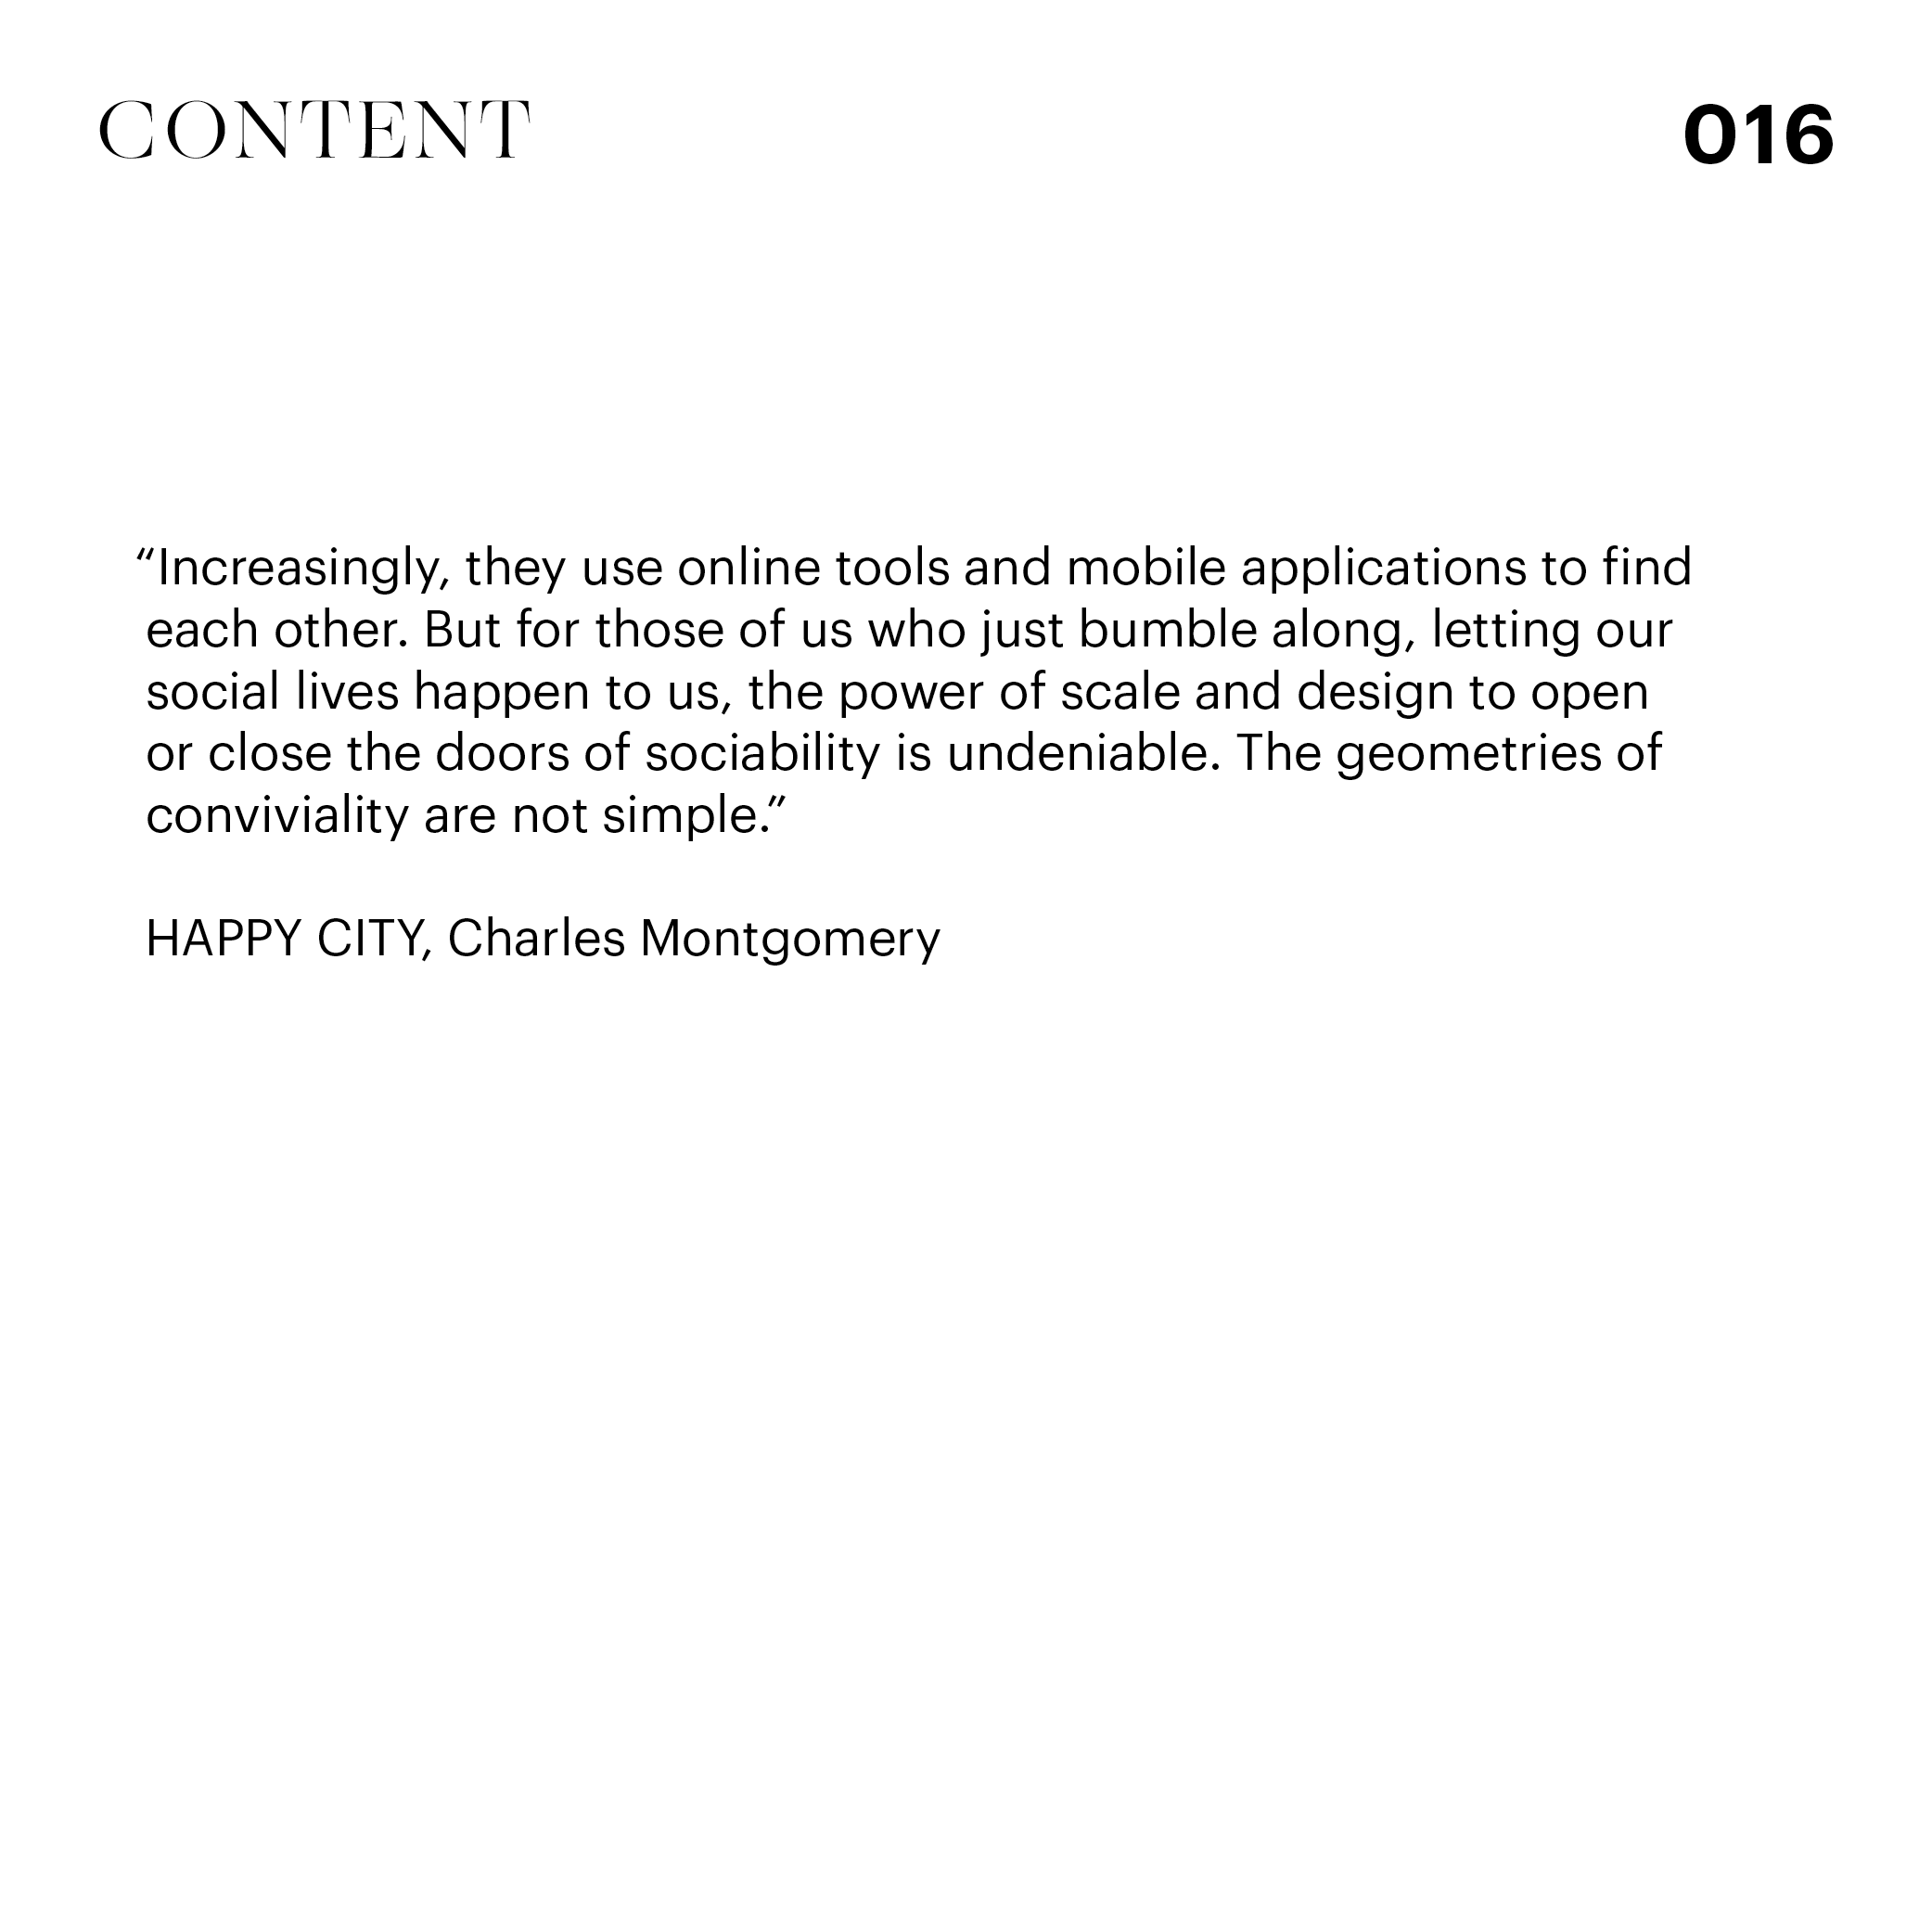 CONTENT
016
“Increasingly, they use online tools and mobile applications to find
each other. But for those of us who just bumble along, letting our
social lives happen to us, the power of scale and design to open
or close the doors of sociability is undeniable. The geometries of
conviviality are not simple.”
HAPPY CITY, Charles Montgomery